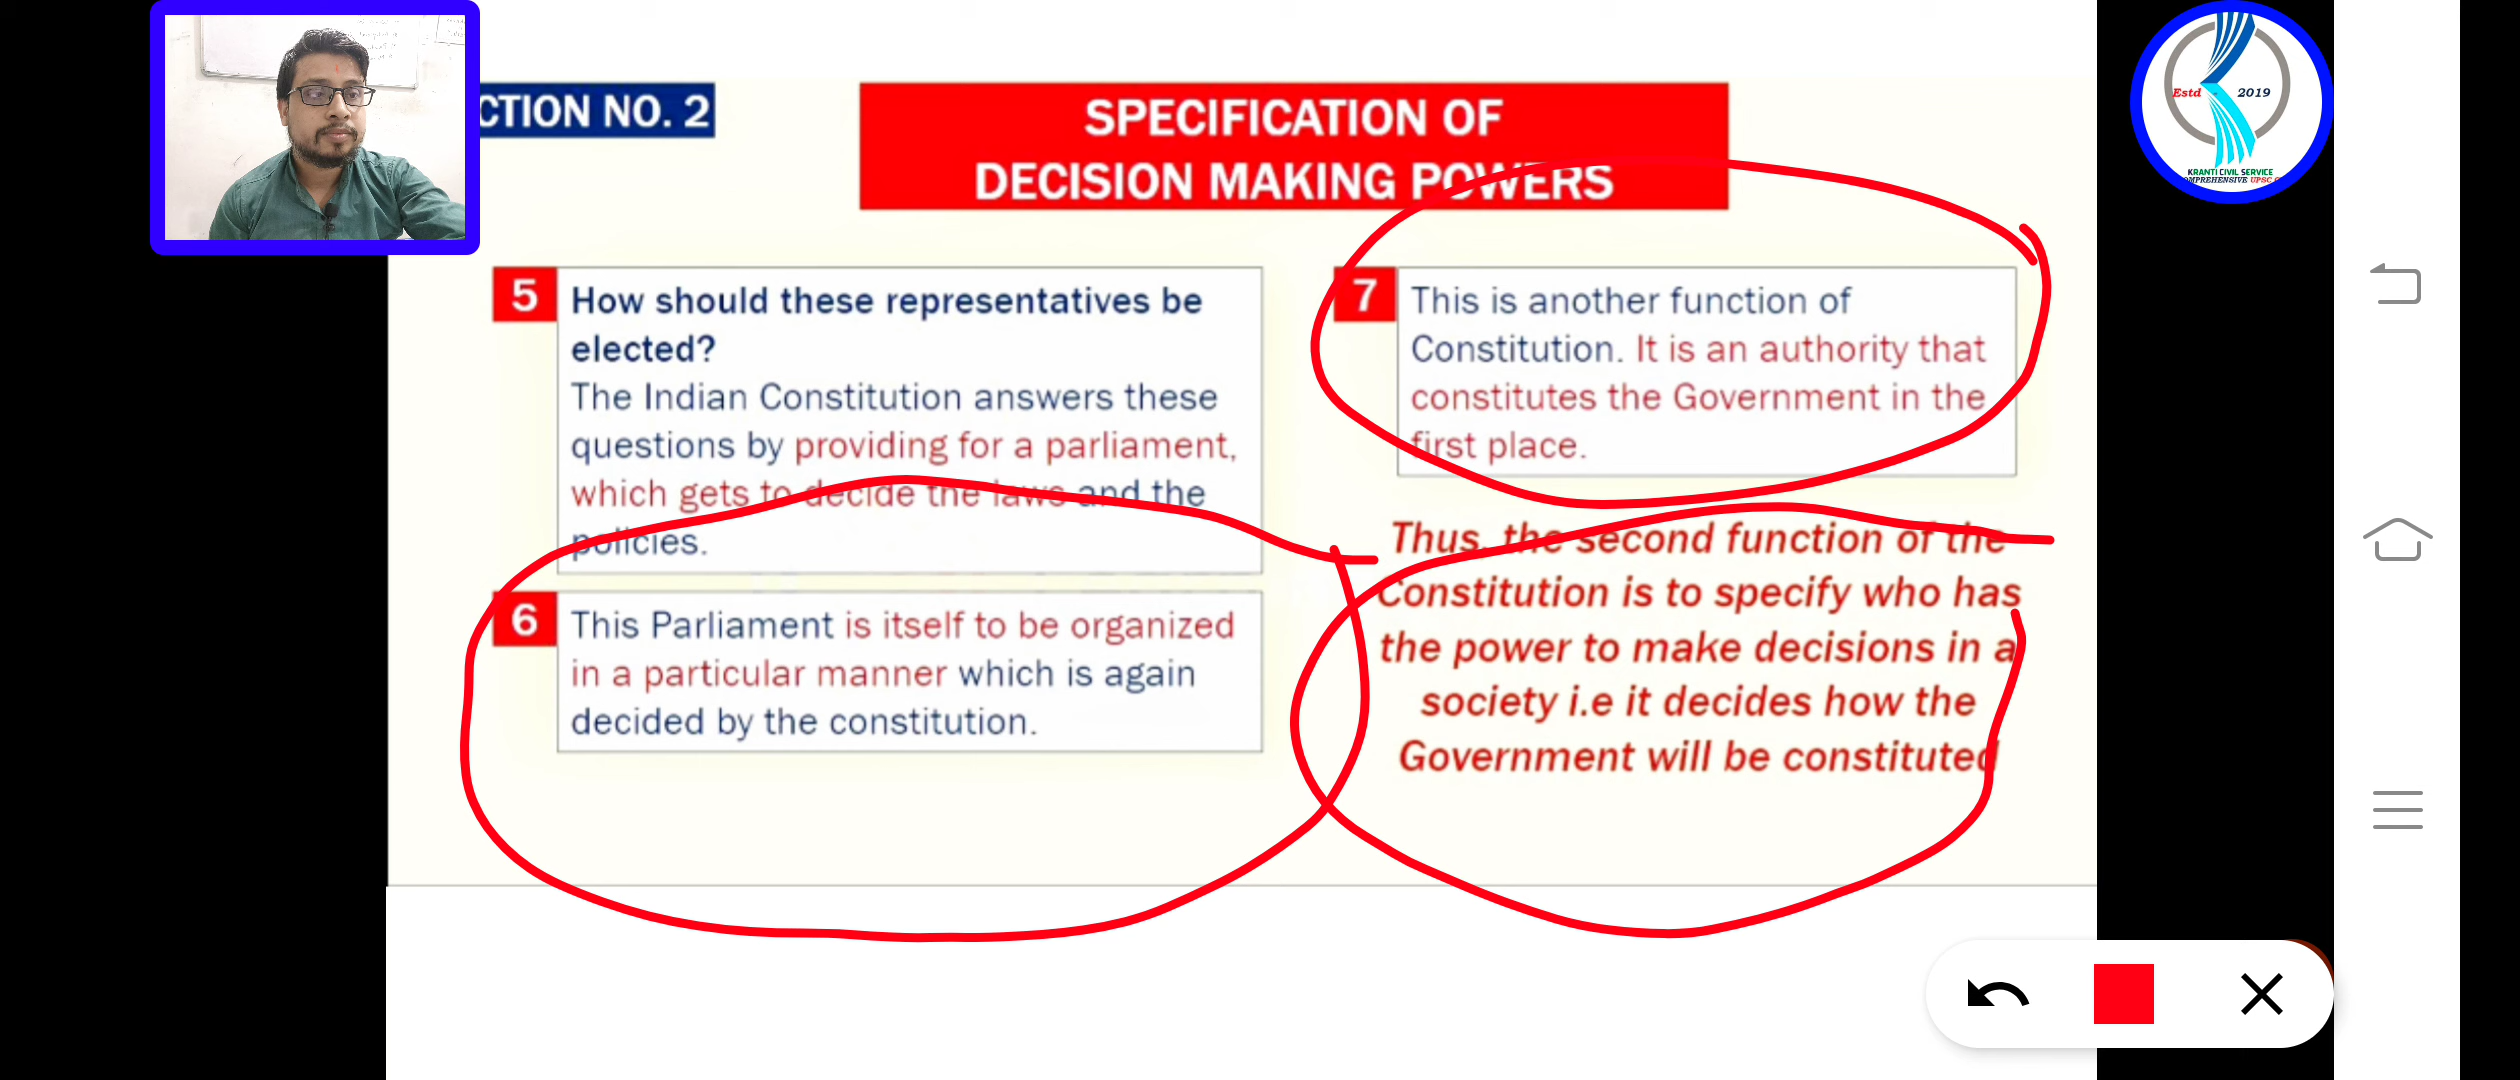 CTION NO. 2
SPECIFICATION OF
DECISION MAKING POWERS
Estd - 2019
KRANTI CIVIL SERVICE
OMPREHENSIVE UPSC C
5
How should these representatives be
elected?
The Indian Constitution answers these
questions by providing for a parliament,
which gets to decide the laws and the
policies.
6
This Parliament is itself to be organized
in a particular manner which is again
decided by the constitution.
7
This is another function of
Constitution. It is an authority that
constitutes the Government in the
first place.
Thus, the second function of the
Constitution is to specify who has
the power to make decisions in a
society i.e it decides how the
Government will be constituted